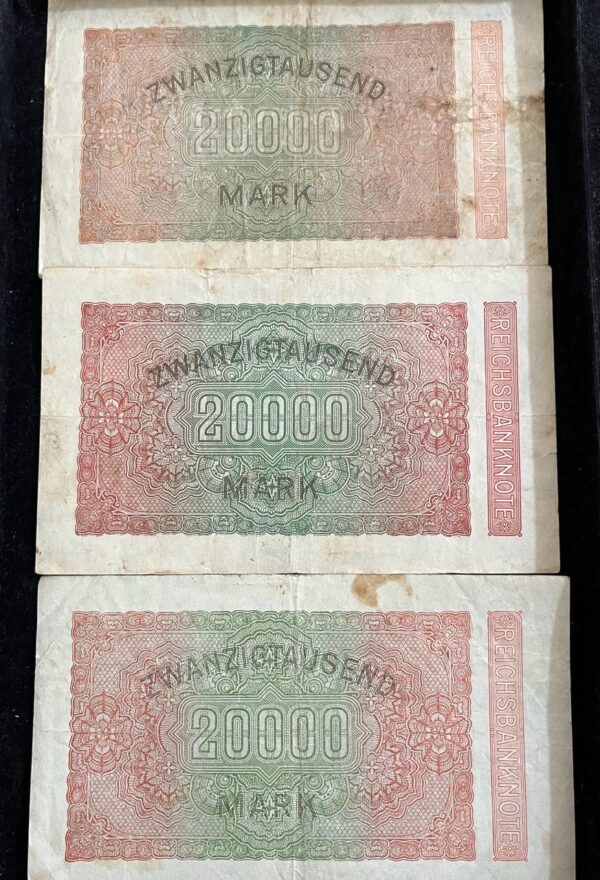 ZWANZIGTAUSEND
20000
MARK
REICHSBANKNOTE
ZWANZIGTAUSEND
20000
MARK
REICHSBANKNOTE
ZWANZIGTAUSEND
20000
MARK
REICHSBANKNOTE